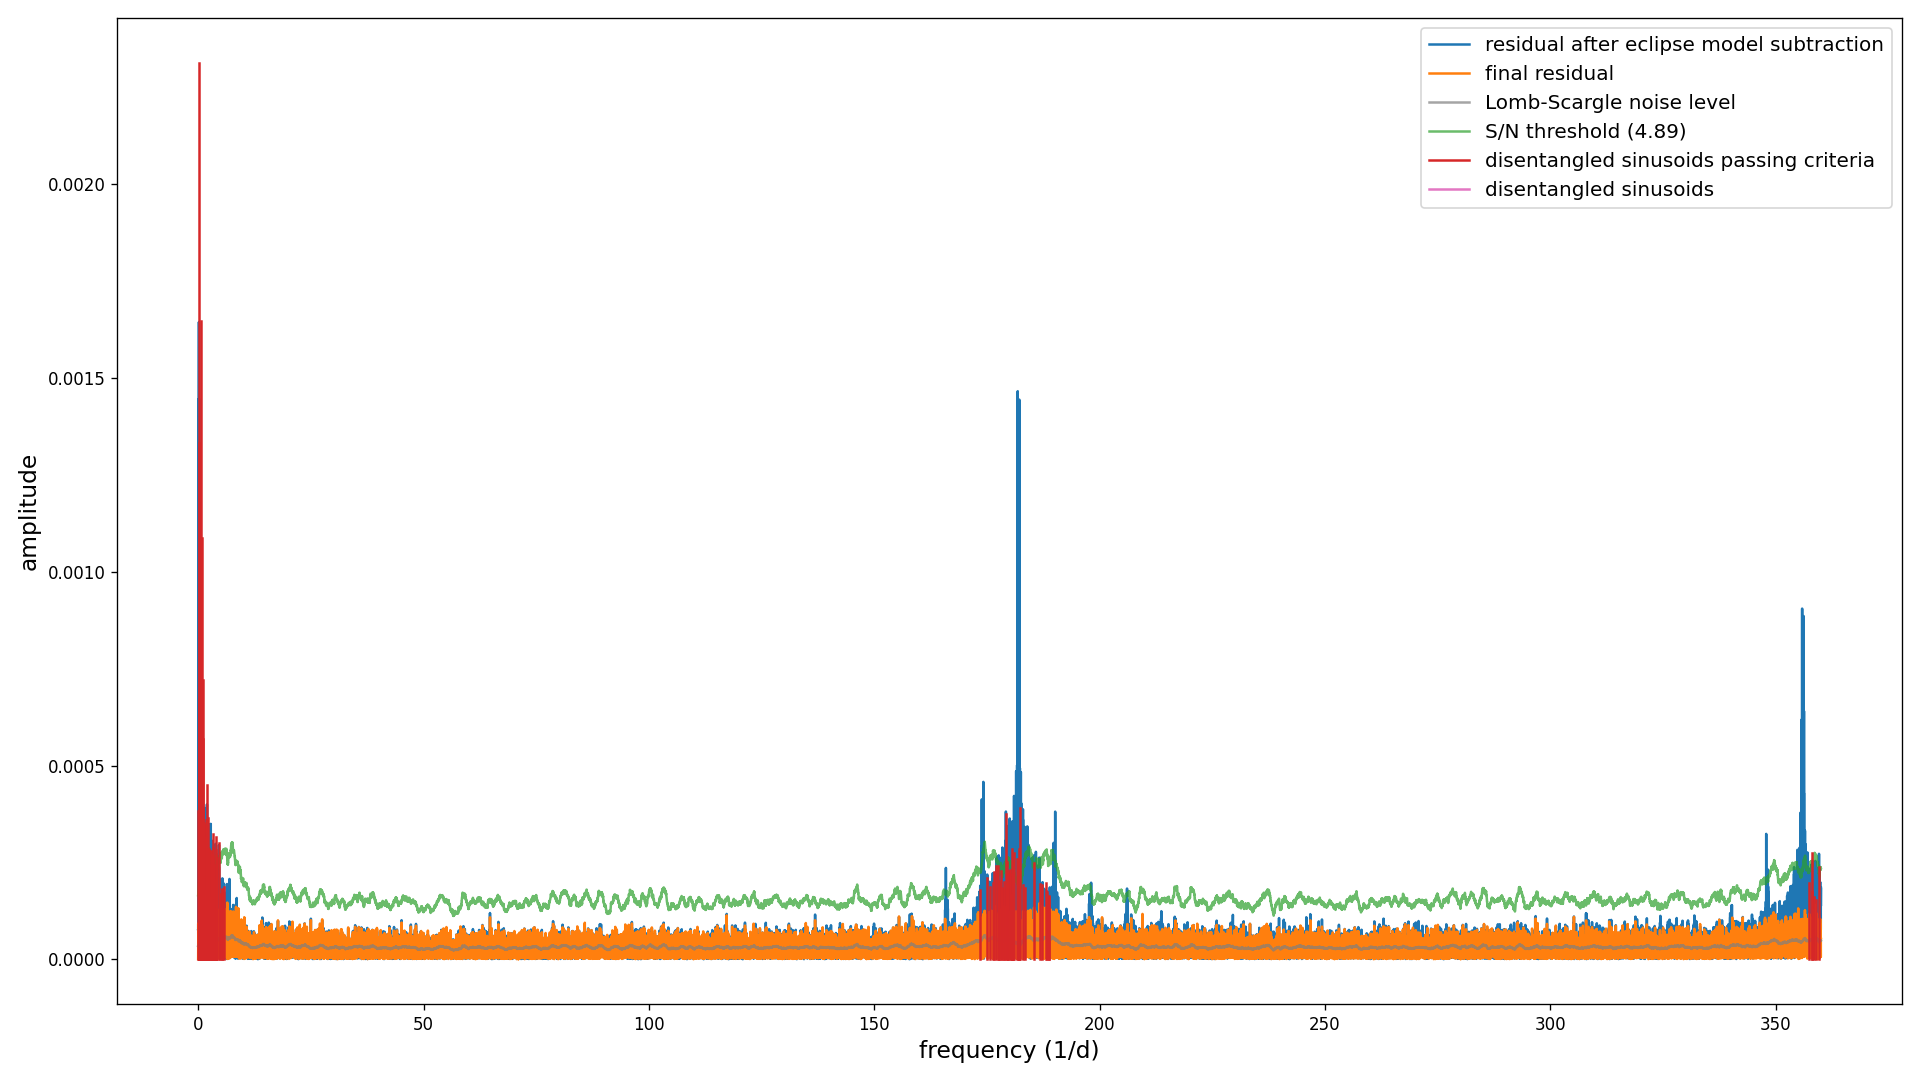 residual after eclipse model subtraction
final residual
Lomb-Scargle noise level
S/N threshold (4.89)
disentangled sinusoids passing criteria
disentangled sinusoids
amplitude
0.0020
0.0015
0.0010
0.0005
0.0000
0 50 100 150 200 250 300 350
frequency (1/d)